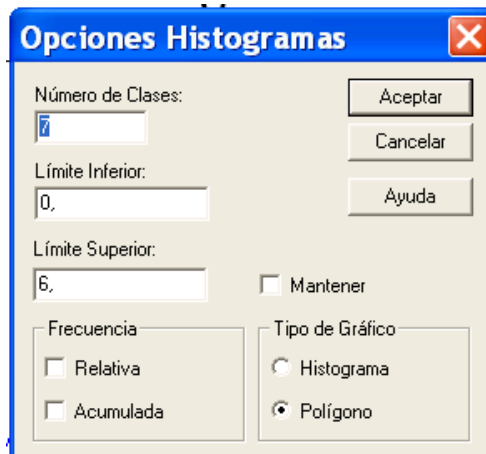 Opciones Histogramas
Número de Clases:
7
Aceptar
Cancelar
Límite Inferior:
0,
Ayuda
Límite Superior:
6,
Mantener
Frecuencia
Relativa
Acumulada
Tipo de Gráfico
Histograma
Polígono